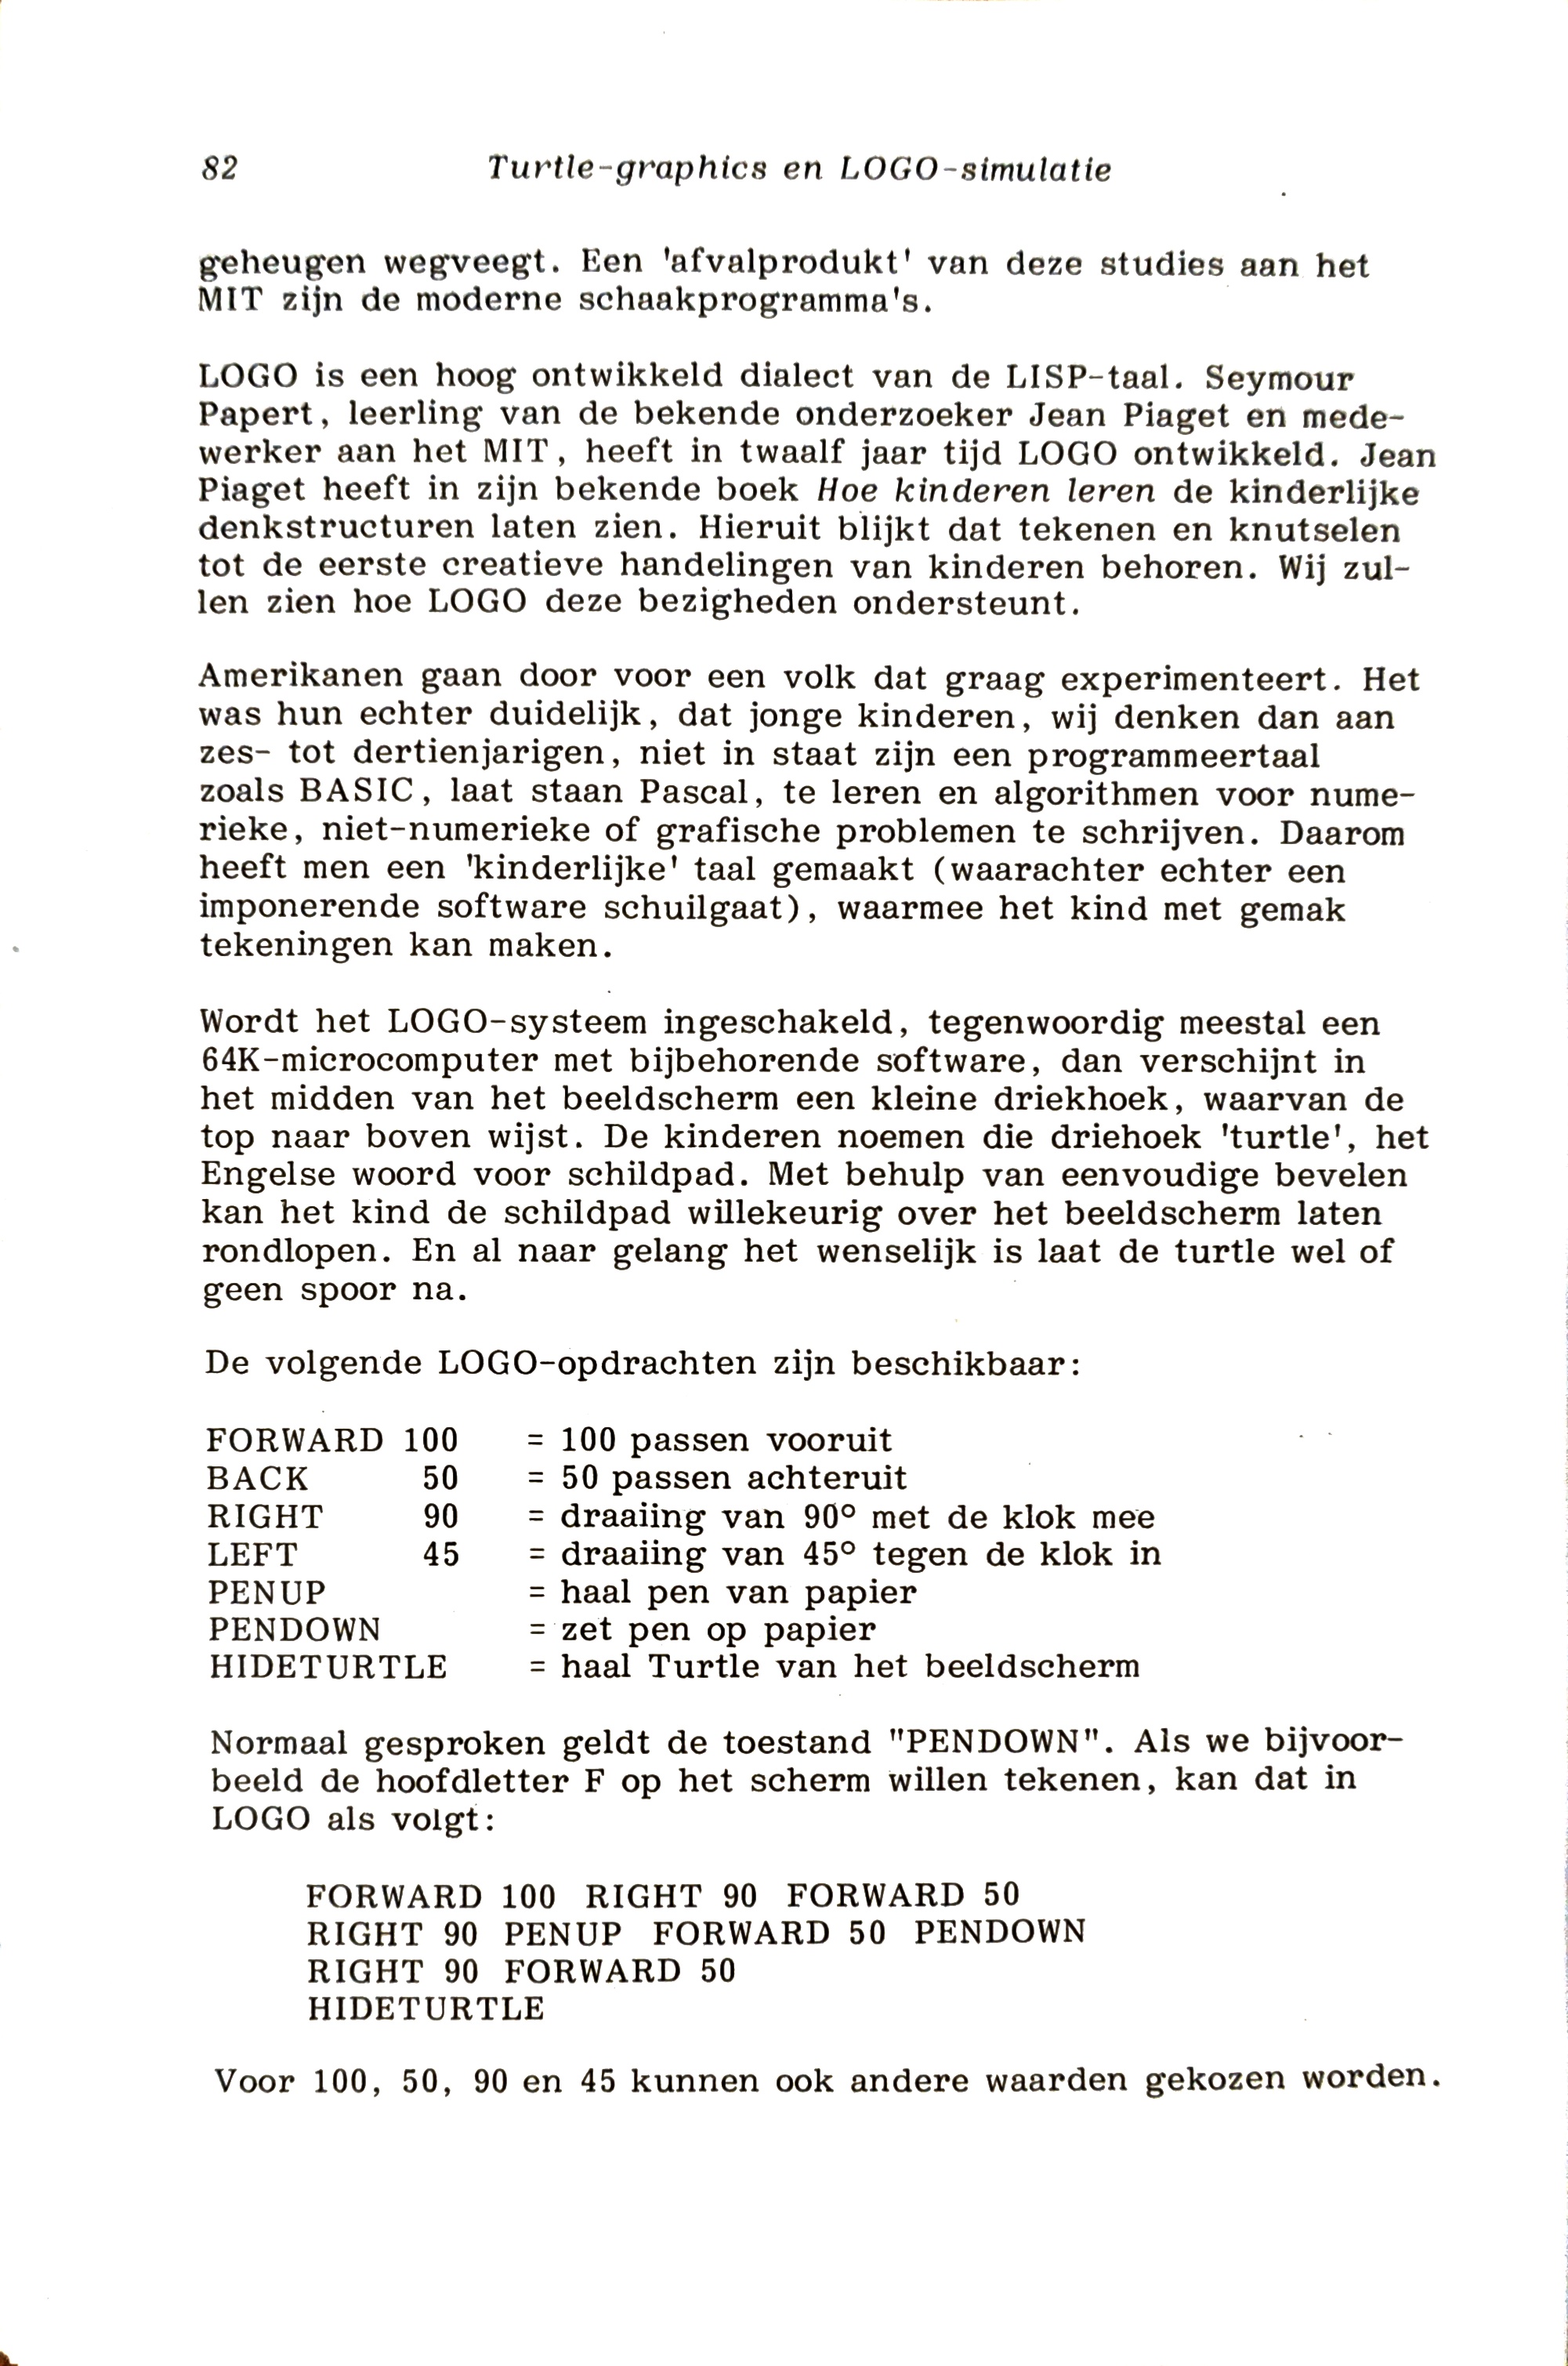 82 Turtle-graphics en LOGO-simulatie
geheugen wegveegt. Een 'afvalprodukt' van deze studies aan het
MIT zijn de moderne schaakprogramma's.
LOGO is een hoog ontwikkeld dialect van de LISP-taal. Seymour
Papert, leerling van de bekende onderzoeker Jean Piaget en mede-
werker aan het MIT, heeft in twaalf jaar tijd LOGO ontwikkeld. Jean
Piaget heeft in zijn bekende boek Hoe kinderen leren de kinderlijke
denkstructuren laten zien. Hieruit blijkt dat tekenen en knutselen
tot de eerste creatieve handelingen van kinderen behoren. Wij zul-
len zien hoe LOGO deze bezigheden ondersteunt.
Amerikanen gaan door voor een volk dat graag experimenteert. Het
was hun echter duidelijk, dat jonge kinderen, wij denken dan aan
zes- tot dertienjarigen, niet in staat zijn een programmeertaal
zoals BASIC, laat staan Pascal, te leren en algorithmen voor nume-
rieke, niet-numerieke of grafische problemen te schrijven. Daarom
heeft men een 'kinderlijke' taal gemaakt (waarachter echter een
imponerende software schuilgaat), waarmee het kind met gemak
tekeningen kan maken.
Wordt het LOGO-systeem ingeschakeld, tegenwoordig meestal een
64K-microcomputer met bijbehorende software, dan verschijnt in
het midden van het beeldscherm een kleine driekhoek, waarvan de
top naar boven wijst. De kinderen noemen die driehoek 'turtle', het
Engelse woord voor schildpad. Met behulp van eenvoudige bevelen
kan het kind de schildpad willekeurig over het beeldscherm laten
rondlopen. En al naar gelang het wenselijk is laat de turtle wel of
geen spoor na.
De volgende LOGO-opdrachten zijn beschikbaar:
FORWARD 100 = 100 passen vooruit
BACK 50 = 50 passen achteruit
RIGHT 90 = draaiing van 90° met de klok mee
LEFT 45 = draaiing van 45° tegen de klok in
PENUP = haal pen van papier
PENDOWN = zet pen op papier
HIDETURTLE = haal Turtle van het beeldscherm
Normaal gesproken geldt de toestand "PENDOWN". Als we bijvoor-
beeld de hoofdletter F op het scherm willen tekenen, kan dat in
LOGO als volgt:
FORWARD 100 RIGHT 90 FORWARD 50
RIGHT 90 PENUP FORWARD 50 PENDOWN
RIGHT 90 FORWARD 50
HIDETURTLE
Voor 100, 50, 90 en 45 kunnen ook andere waarden gekozen worden.